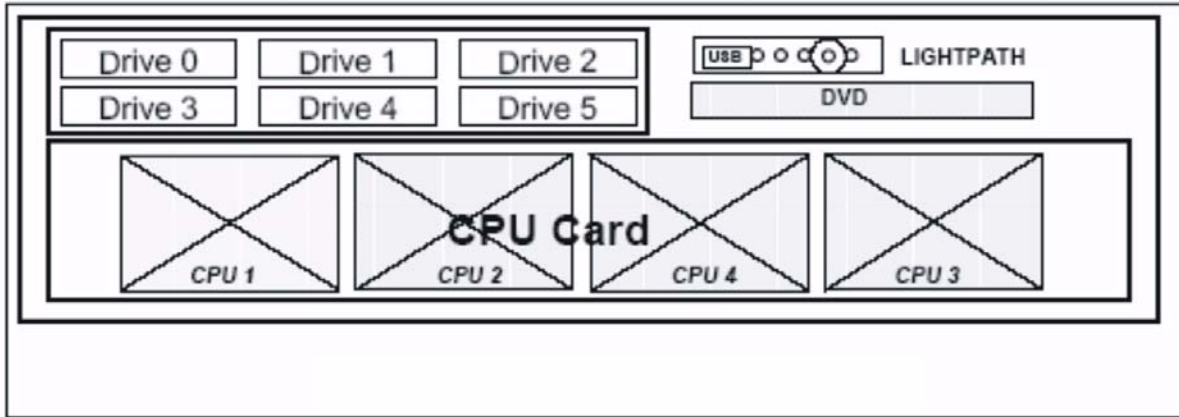 Drive 0 Drive 1 Drive 2 USB LIGHTPATH
Drive 3 Drive 4 Drive 5 DVD
CPU Card
CPU 1 CPU 2 CPU 4 CPU 3